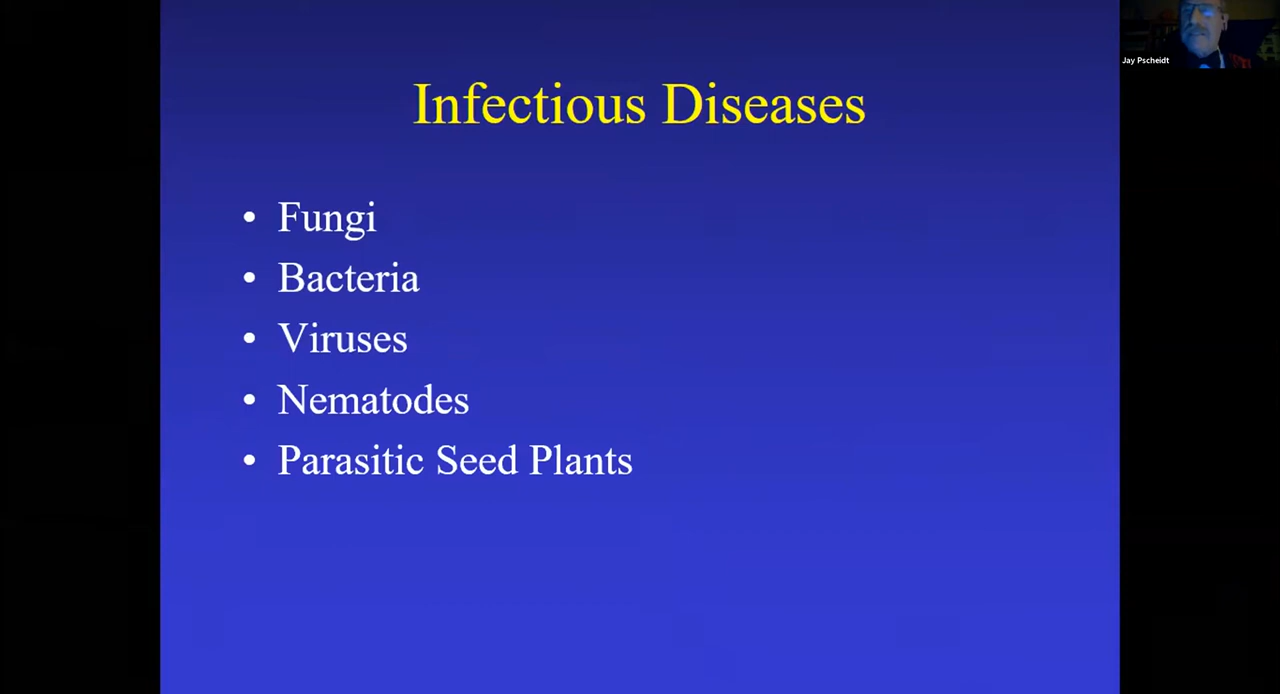 Jay Pscheidt
Infectious Diseases
• Fungi
• Bacteria
• Viruses
• Nematodes
• Parasitic Seed Plants